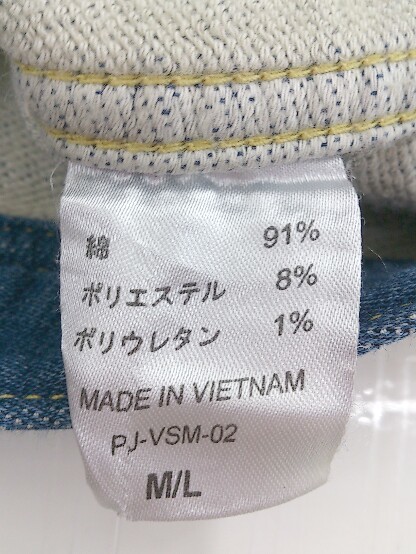 綿 91%
ポリエステル 8%
ポリウレタン 1%
MADE IN VIETNAM
PJ-VSM-02
M/L